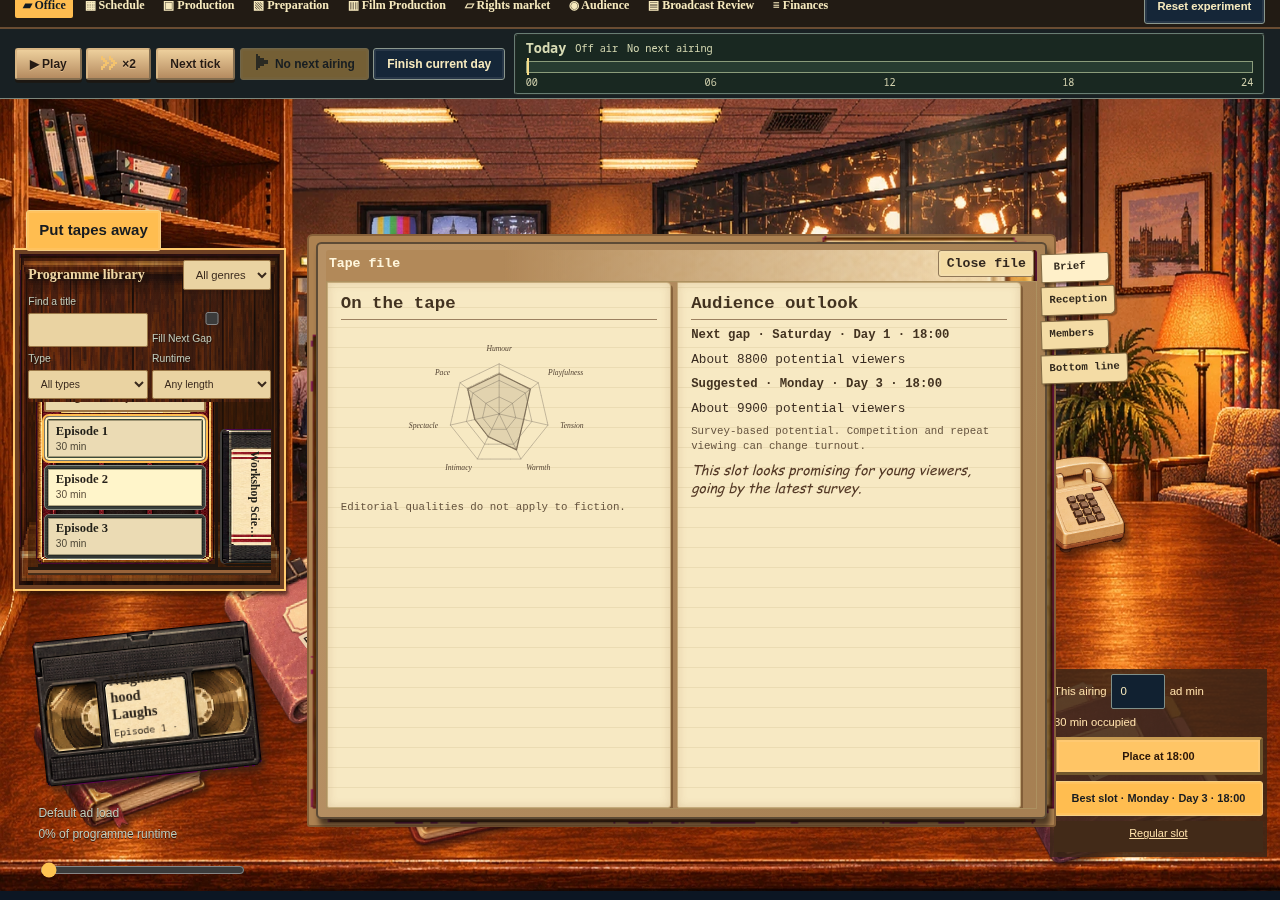 Office
Schedule
Production
Preparation
Film Production
Rights market
Audience
Broadcast Review
Finances
Reset experiment
Play
×2
Next tick
No next airing
Finish current day
Today Off air No next airing
00 06 12 18 24
Put tapes away
Programme library
All genres
Find a title
Fill Next Gap
Type
Runtime
All types
Any length
Episode 1
30 min
Episode 2
30 min
Episode 3
30 min
Workshop Scie...
hood
Laughs
Episode 1 ·
Default ad load
0% of programme runtime
Tape file
Close file
On the tape
Humour
Playfulness
Tension
Warmth
Intimacy
Spectacle
Pace
Editorial qualities do not apply to fiction.
Audience outlook
Next gap · Saturday · Day 1 · 18:00
About 8800 potential viewers
Suggested · Monday · Day 3 · 18:00
About 9900 potential viewers
Survey-based potential. Competition and repeat
viewing can change turnout.
This slot looks promising for young viewers,
going by the latest survey.
Brief
Reception
Members
Bottom line
This airing 0 ad min
30 min occupied
Place at 18:00
Best slot · Monday · Day 3 · 18:00
Regular slot